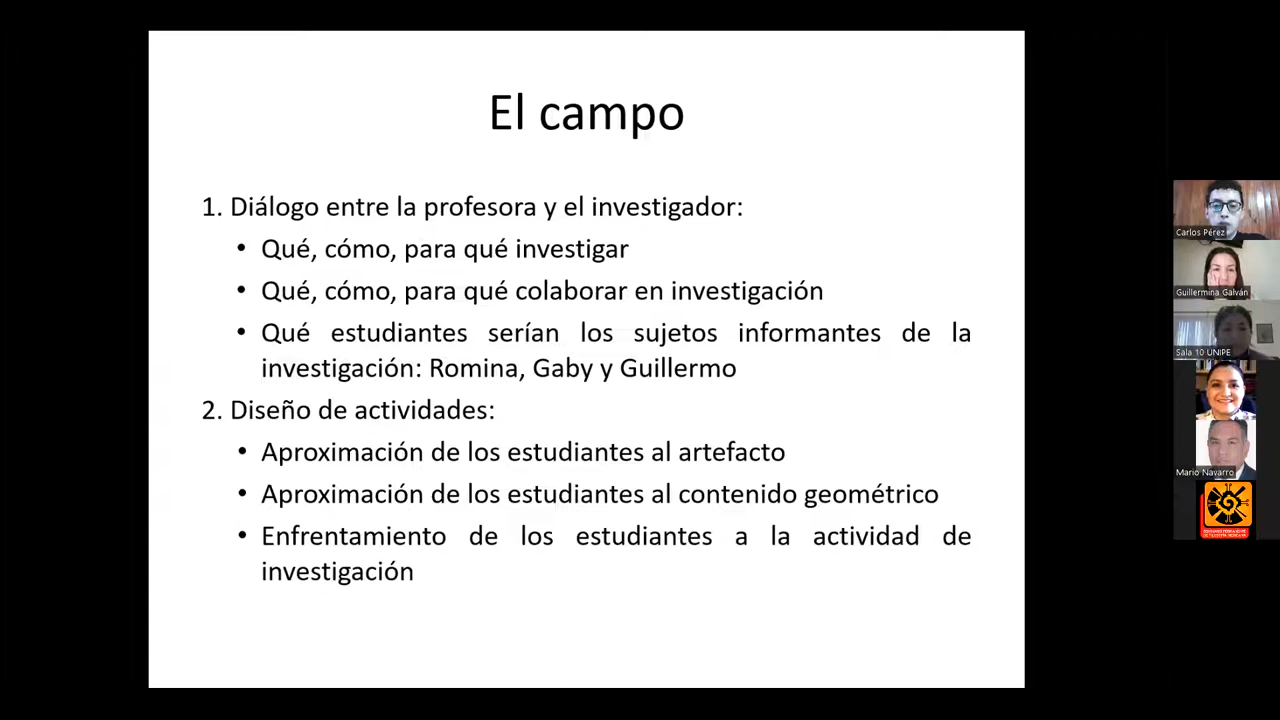 El campo
1. Diálogo entre la profesora y el investigador:
• Qué, cómo, para qué investigar
• Qué, cómo, para qué colaborar en investigación
• Qué estudiantes serían los sujetos informantes de la
investigación: Romina, Gaby y Guillermo
2. Diseño de actividades:
• Aproximación de los estudiantes al artefacto
• Aproximación de los estudiantes al contenido geométrico
• Enfrentamiento de los estudiantes a la actividad de
investigación
Carlos Pérez
Guillermina Galván
Sala 10 UNIPE
Mario Navarro